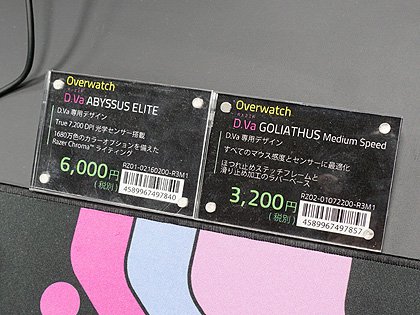 Overwatch
RAZER
D.Va ABYSSUS ELITE
D.Va 専用デザイン
True 7,200 DPI 光学センサー搭載
1680万色のカラーオプションを備えた
Razer Chroma™ ライティング
6,000円
(税別)
RZ01-02160200-R3M1
4589967497840
Overwatch
RAZER
D.Va GOLIATHUS Medium Speed
D.Va 専用デザイン
すべてのマウス感度とセンサーに最適化
ほつれ止めステッチフレームと
滑り止め加工のラバーベース
3,200円
(税別)
RZ02-01072200-R3M1
4589967497857